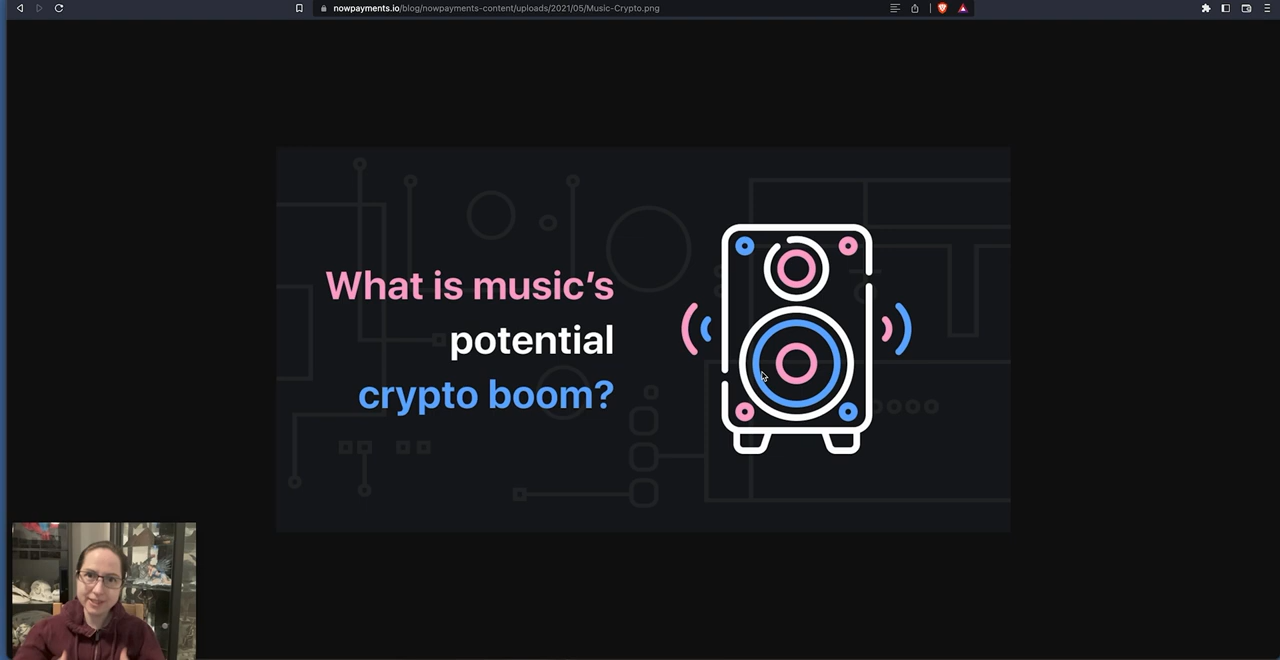 nowpayments.io/blog/nowpayments-content/uploads/2021/05/Music-Crypto.png
What is music's
potential
crypto boom?